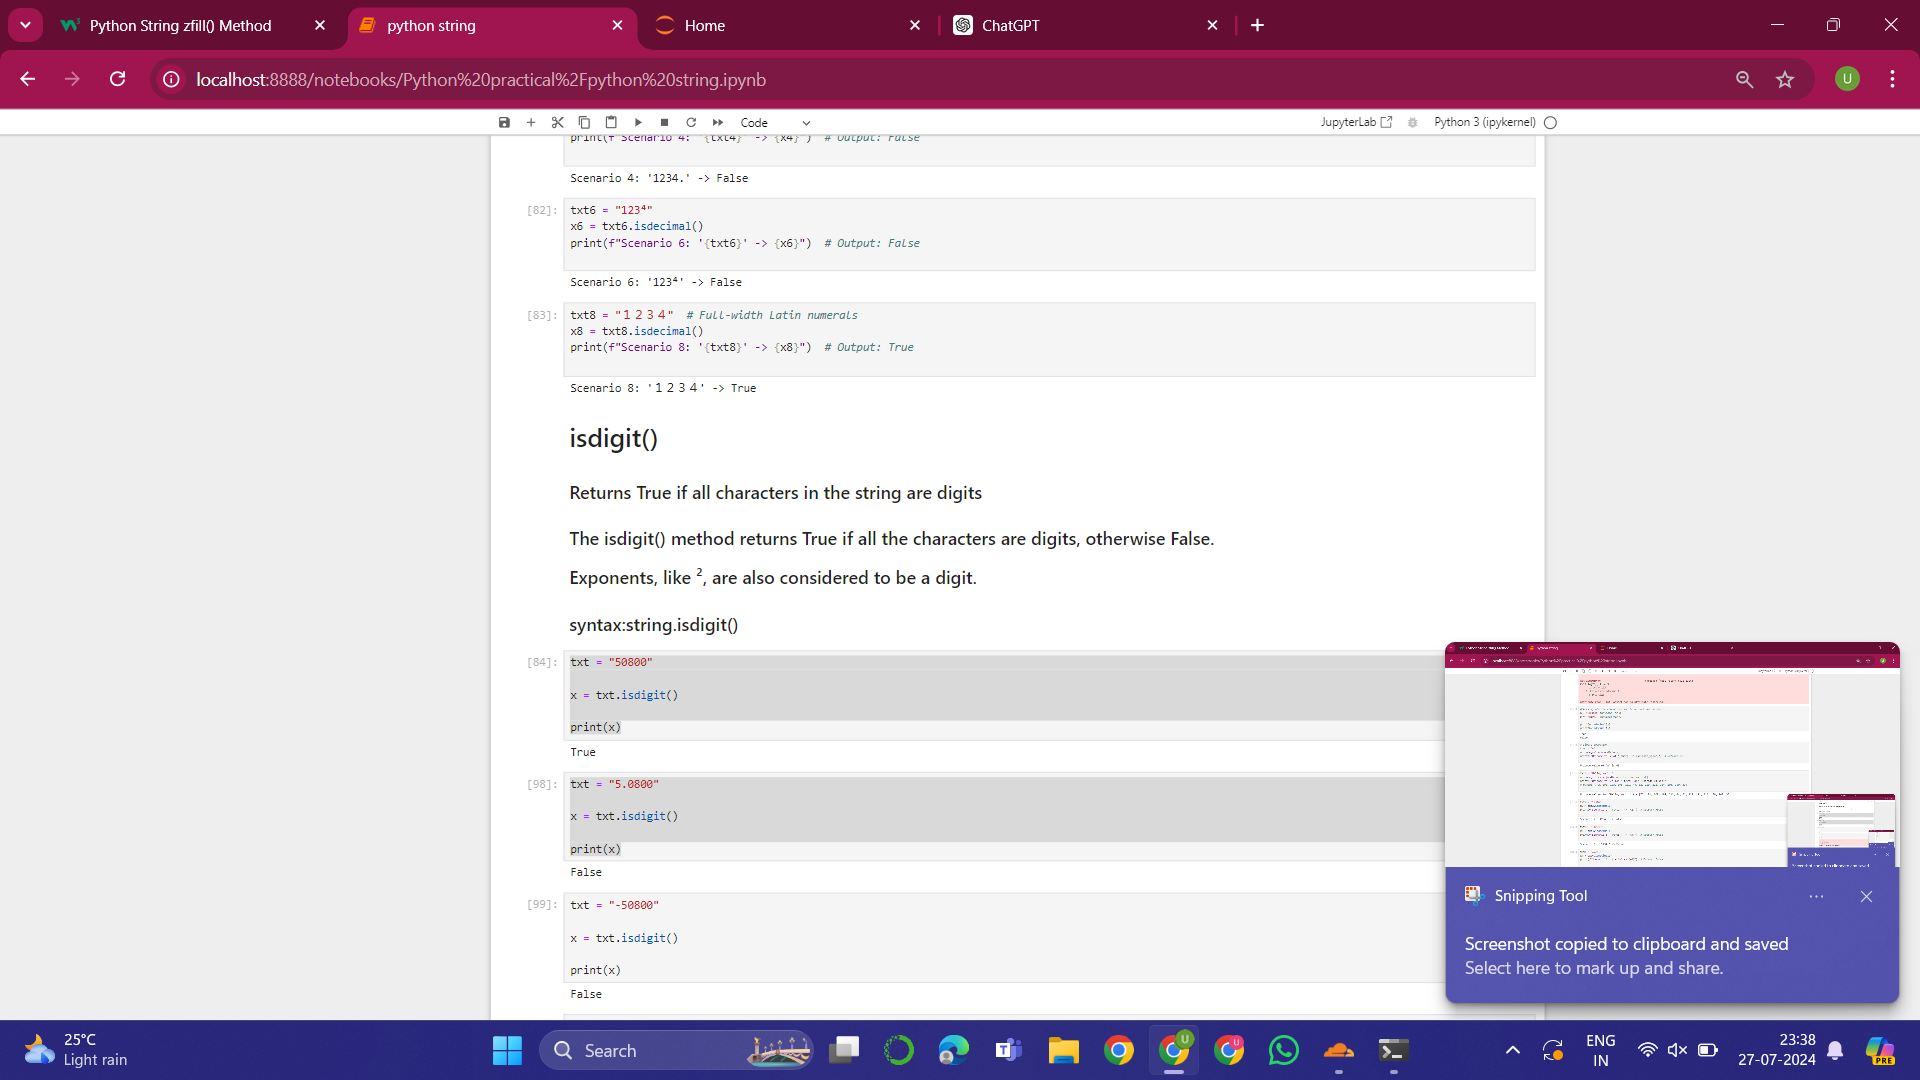 Python String zfill() Method
python string
Home
ChatGPT
localhost:8888/notebooks/Python%20practical%2Fpython%20string.ipynb
U
Code
JupyterLab
Python 3 (ipykernel)
print(f"Scenario 4: '{txt4}' -> {x4}")  # Output: False
Scenario 4: '1234.' -> False
[82]:
txt6 = "123⁴"
x6 = txt6.isdecimal()
print(f"Scenario 6: '{txt6}' -> {x6}")  # Output: False
Scenario 6: '123⁴' -> False
[83]:
txt8 = "１２３４"  # Full-width Latin numerals
x8 = txt8.isdecimal()
print(f"Scenario 8: '{txt8}' -> {x8}")  # Output: True
Scenario 8: '１２３４' -> True
isdigit()
Returns True if all characters in the string are digits
The isdigit() method returns True if all the characters are digits, otherwise False.
Exponents, like ², are also considered to be a digit.
syntax:string.isdigit()
[84]:
txt = "50800"
x = txt.isdigit()
print(x)
True
[98]:
txt = "5.0800"
x = txt.isdigit()
print(x)
False
[99]:
txt = "-50800"
x = txt.isdigit()
print(x)
False
Snipping Tool
Screenshot copied to clipboard and saved
Select here to mark up and share.
25°C
Light rain
Search
U
U
ENG
IN
23:38
27-07-2024
PRE